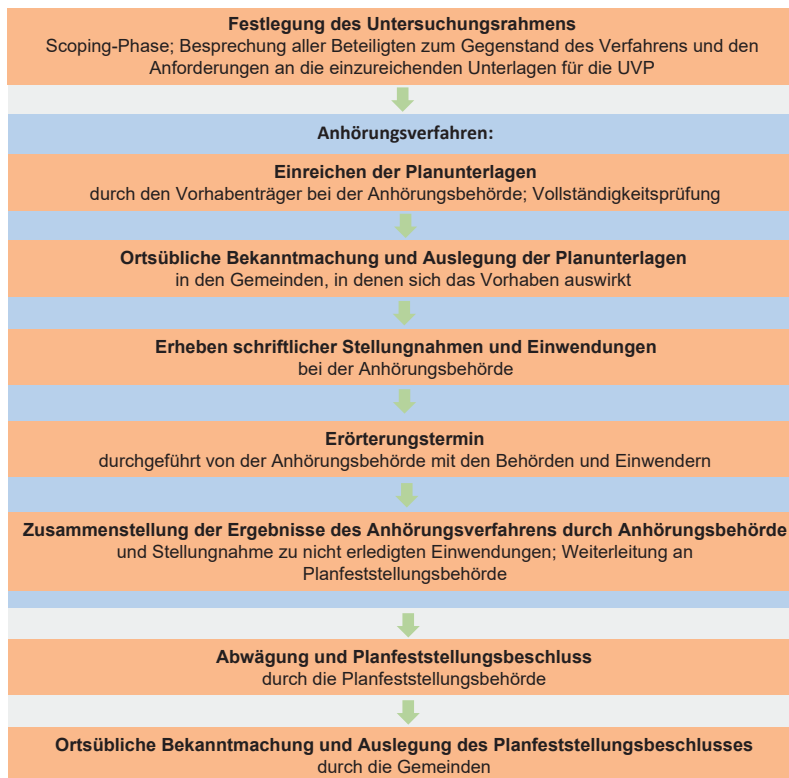 Festlegung des Untersuchungsrahmens
Scoping-Phase; Besprechung aller Beteiligten zum Gegenstand des Verfahrens und den
Anforderungen an die einzureichenden Unterlagen für die UVP
Anhörungsverfahren:
Einreichen der Planunterlagen
durch den Vorhabenträger bei der Anhörungsbehörde; Vollständigkeitsprüfung
Ortsübliche Bekanntmachung und Auslegung der Planunterlagen
in den Gemeinden, in denen sich das Vorhaben auswirkt
Erheben schriftlicher Stellungnahmen und Einwendungen
bei der Anhörungsbehörde
Erörterungstermin
durchgeführt von der Anhörungsbehörde mit den Behörden und Einwendern
Zusammenstellung der Ergebnisse des Anhörungsverfahrens durch Anhörungsbehörde
und Stellungnahme zu nicht erledigten Einwendungen; Weiterleitung an
Planfeststellungsbehörde
Abwägung und Planfeststellungsbeschluss
durch die Planfeststellungsbehörde
Ortsübliche Bekanntmachung und Auslegung des Planfeststellungsbeschlusses
durch die Gemeinden